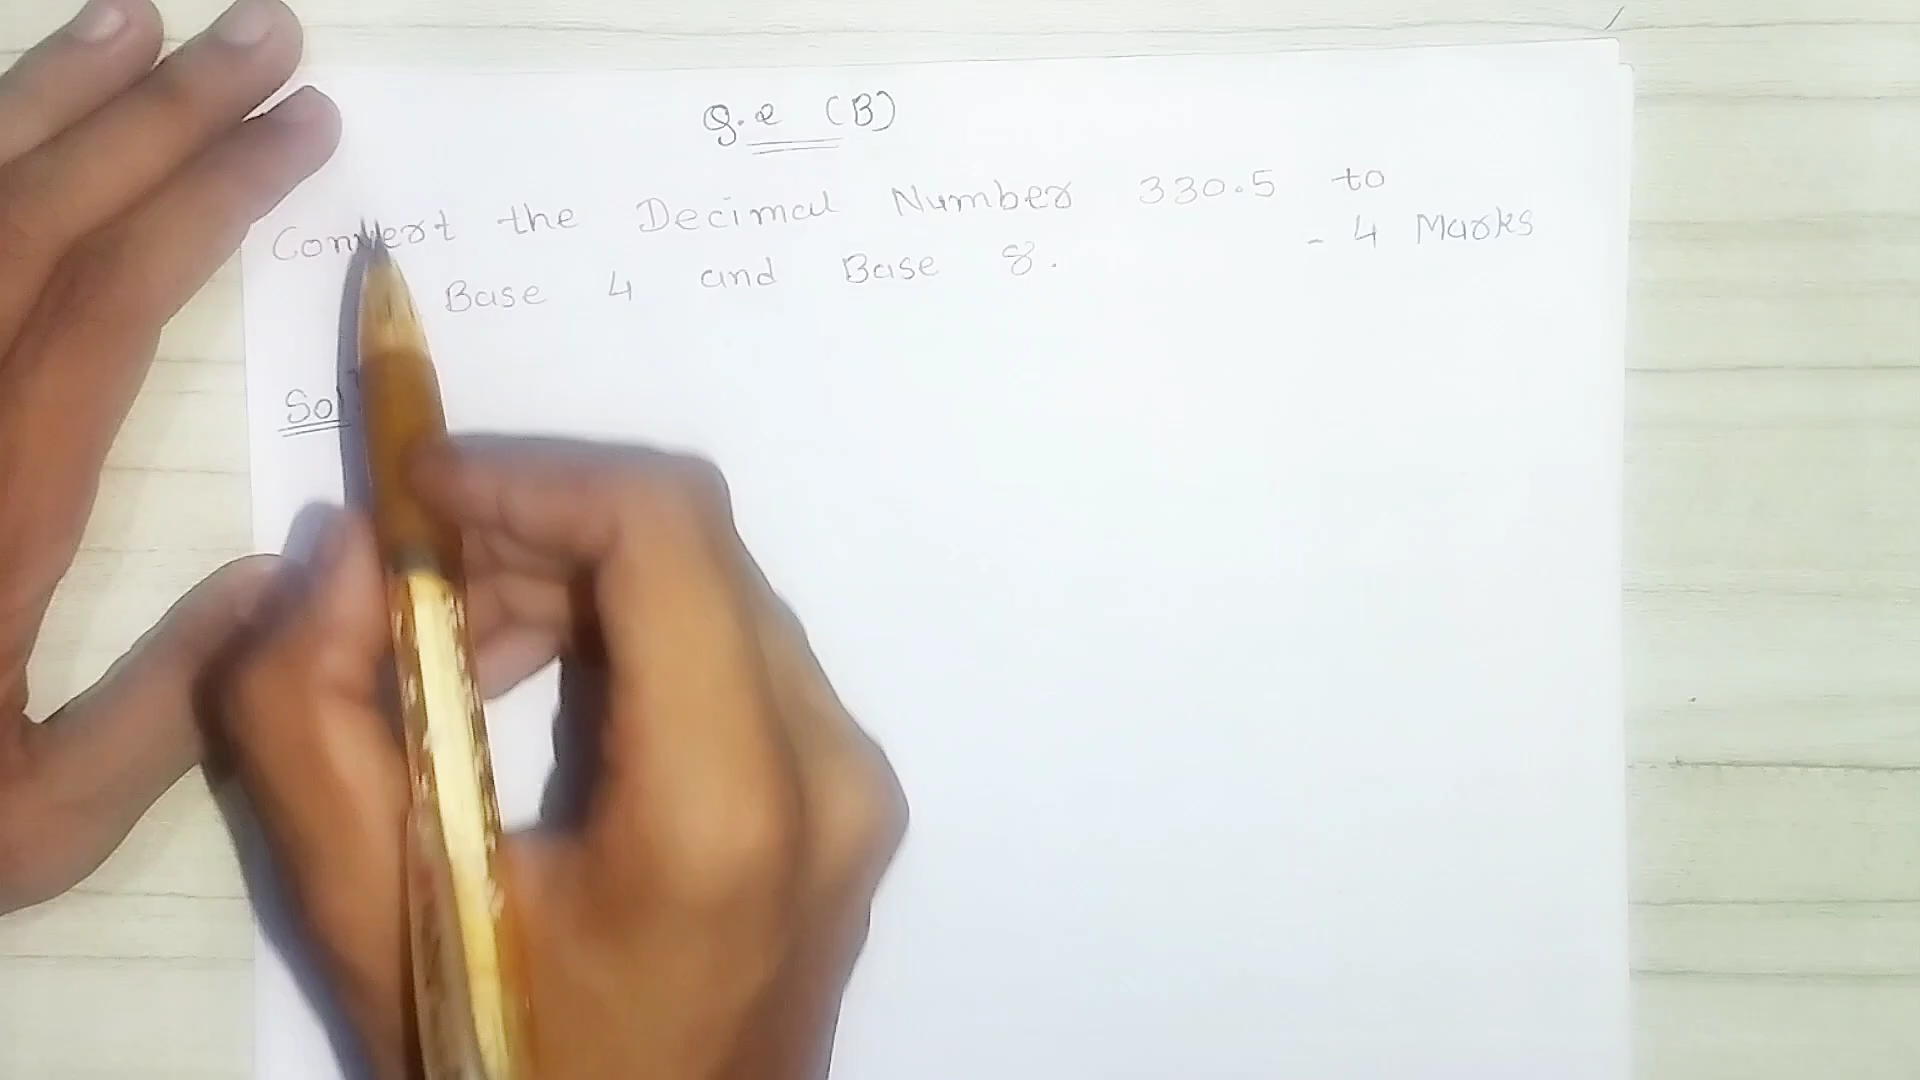 Q.2 (B)
Convert the Decimal Number 330.5 to
Base 4 and Base 8. - 4 Marks
Sol